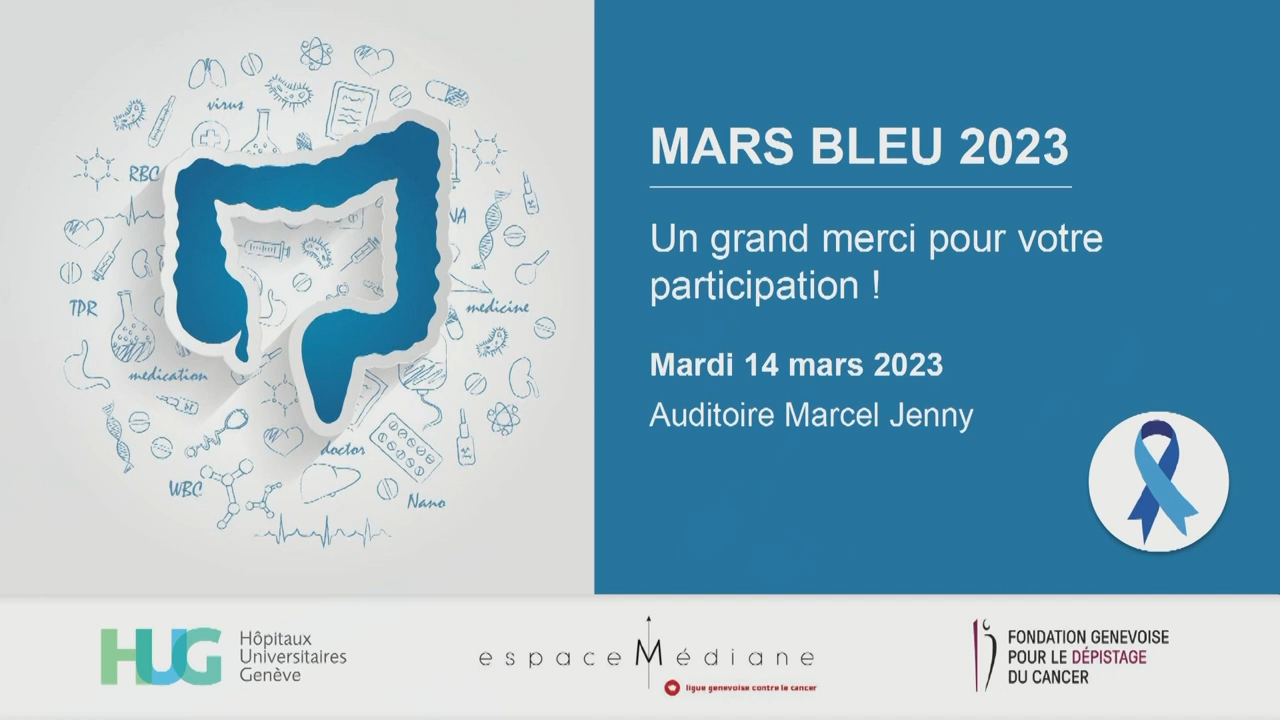 virus
RBC
NA
TPR
medicine
medication
doctor
WBC
Nano
MARS BLEU 2023
Un grand merci pour votre
participation !
Mardi 14 mars 2023
Auditoire Marcel Jenny
HUG
Hôpitaux
Universitaires
Genève
espaceMédiane
ligue genevoise contre le cancer
FONDATION GENEVOISE
POUR LE DÉPISTAGE
DU CANCER